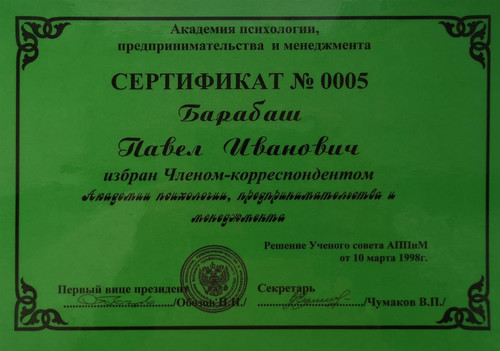 Академия психологии,
предпринимательства и менеджмента
СЕРТИФИКАТ № 0005
Барабаш
Павел Иванович
избран Членом-корреспондентом
Академии психологии, предпринимательства и
менеджмента
Решение Ученого совета АППиМ
от 10 марта 1998г.
Первый вице президент
/Обозов Н.Н./
Секретарь
/Чумаков В.П./